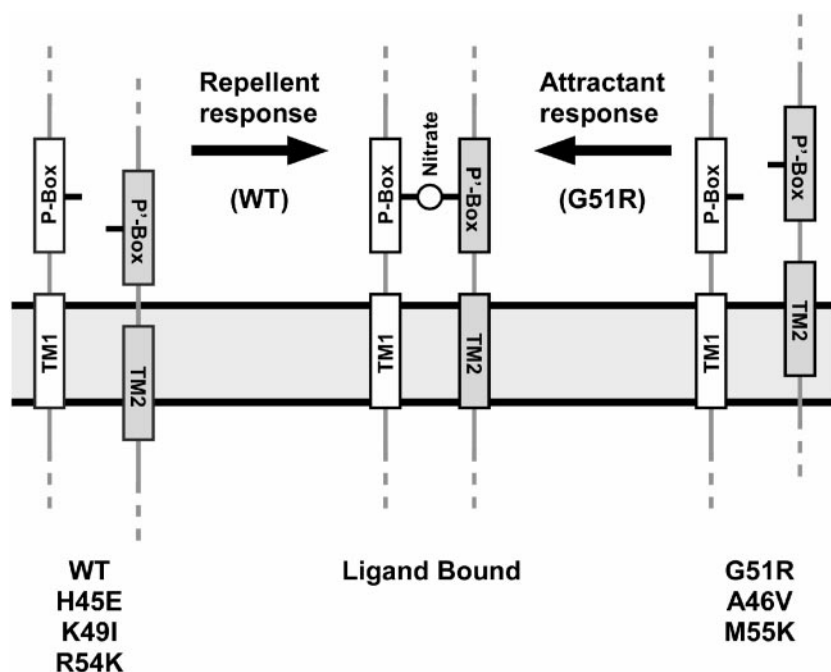 Repellent
response
(WT)
Attractant
response
(G51R)
P-Box
P'-Box
TM1
TM2
P-Box
Nitrate
P'-Box
TM1
TM2
P-Box
P'-Box
TM1
TM2
WT
H45E
K49I
R54K
Ligand Bound
G51R
A46V
M55K